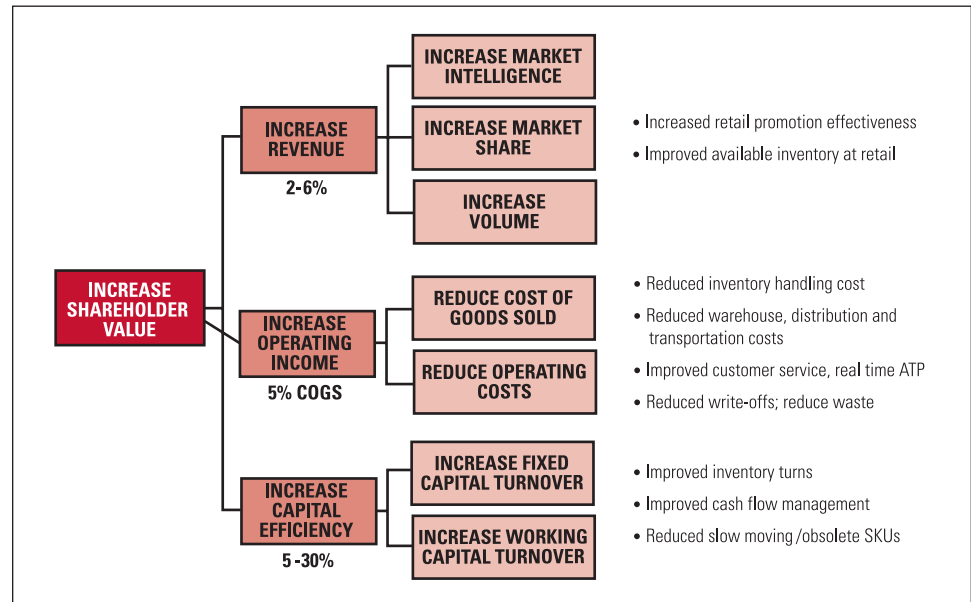 INCREASE
SHAREHOLDER
VALUE
INCREASE
REVENUE
2-6%
INCREASE MARKET
INTELLIGENCE
INCREASE MARKET
SHARE
INCREASE
VOLUME
• Increased retail promotion effectiveness
• Improved available inventory at retail
INCREASE
OPERATING
INCOME
5% COGS
REDUCE COST OF
GOODS SOLD
REDUCE OPERATING
COSTS
• Reduced inventory handling cost
• Reduced warehouse, distribution and
transportation costs
• Improved customer service, real time ATP
• Reduced write-offs; reduce waste
INCREASE
CAPITAL
EFFICIENCY
5-30%
INCREASE FIXED
CAPITAL TURNOVER
INCREASE WORKING
CAPITAL TURNOVER
• Improved inventory turns
• Improved cash flow management
• Reduced slow moving/obsolete SKUs